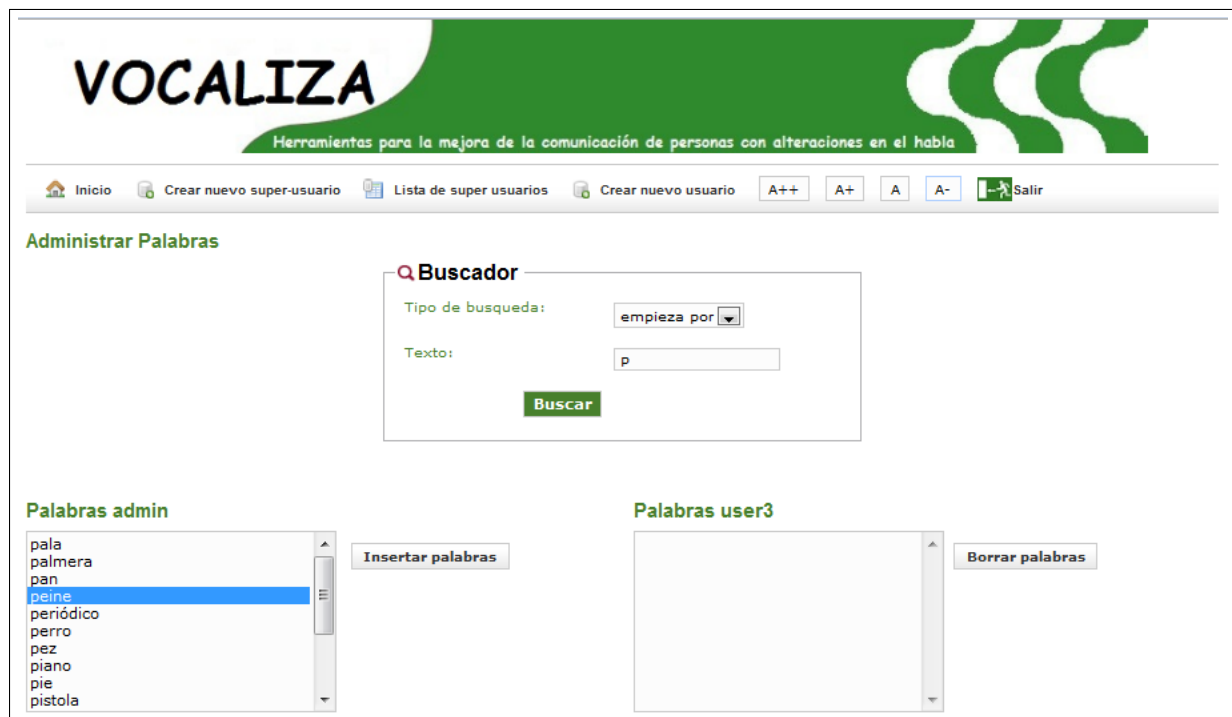 VOCALIZA
Herramientas para la mejora de la comunicación de personas con alteraciones en el habla
Inicio Crear nuevo super-usuario Lista de super usuarios Crear nuevo usuario A++ A+ A A- Salir
Administrar Palabras
Buscador
Tipo de busqueda: empieza por
Texto: p
Buscar
Palabras admin Palabras user3
pala
Insertar palabras Borrar palabras
palmera
pan
peine
periódico
perro
pez
piano
pie
pistola